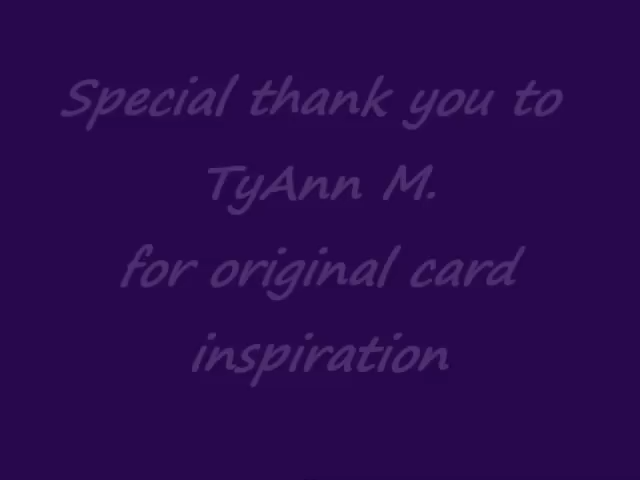 Special thank you to
TyAnn M.
for original card
inspiration